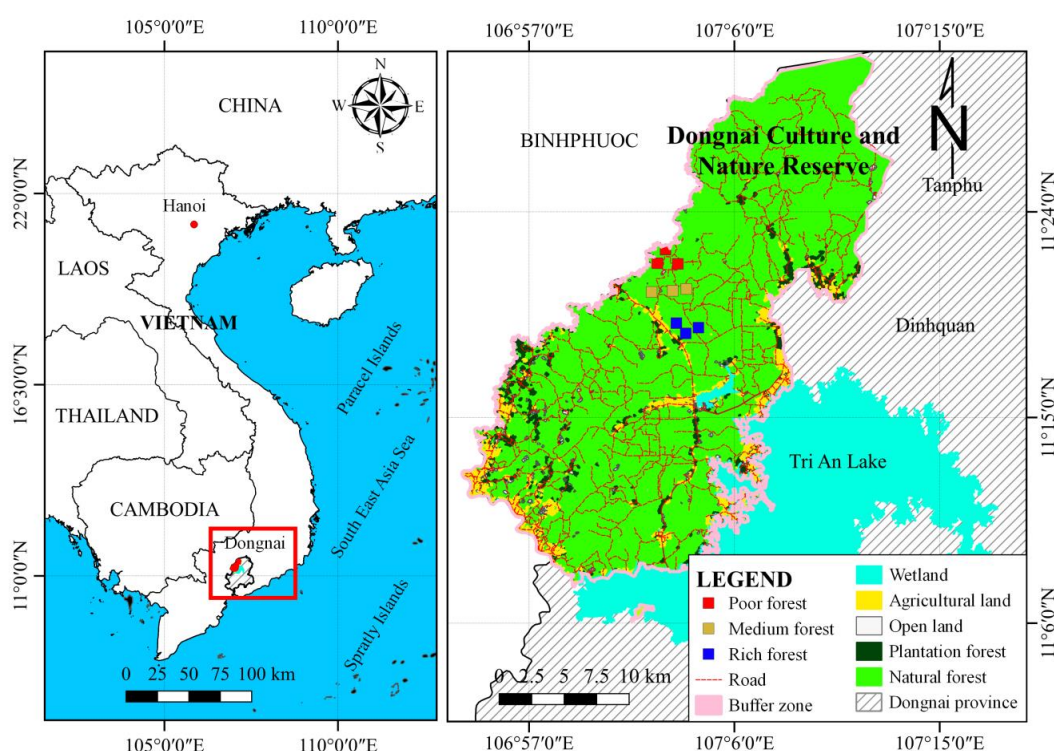 105°0'0"E 110°0'0"E
CHINA
N
W E
S
22°0'0"N
Hanoi
LAOS
VIETNAM
Paracel Islands
16°30'0"N
THAILAND
South East Asia Sea
CAMBODIA
Dongnai
11°0'0"N
Spratly Islands
0 25 50 75 100 km
105°0'0"E 110°0'0"E
106°57'0"E 107°6'0"E 107°15'0"E
BINHPHUOC
Dongnai Culture and
Nature Reserve
N
Tanphu
11°24'0"N
Dinhquan
11°15'0"N
Tri An Lake
11°6'0"N
0 2.5 5 7.5 10 km
LEGEND
Poor forest
Medium forest
Rich forest
Road
Buffer zone
Wetland
Agricultural land
Open land
Plantation forest
Natural forest
Dongnai province
106°57'0"E 107°6'0"E 107°15'0"E